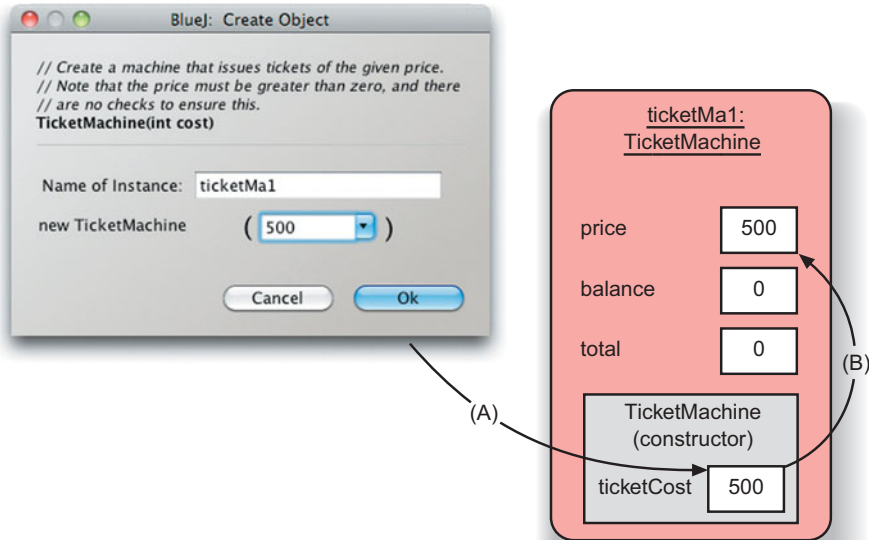 BlueJ: Create Object
// Create a machine that issues tickets of the given price.
// Note that the price must be greater than zero, and there
// are no checks to ensure this.
TicketMachine(int cost)
Name of Instance: ticketMa1
new TicketMachine ( 500 )
Cancel Ok
ticketMa1:
TicketMachine
price 500
balance 0
total 0
(B)
(A)
TicketMachine
(constructor)
ticketCost 500